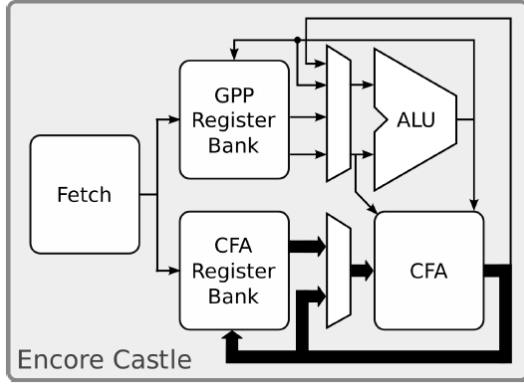 GPP
Register
Bank
ALU
Fetch
CFA
Register
Bank
CFA
Encore Castle